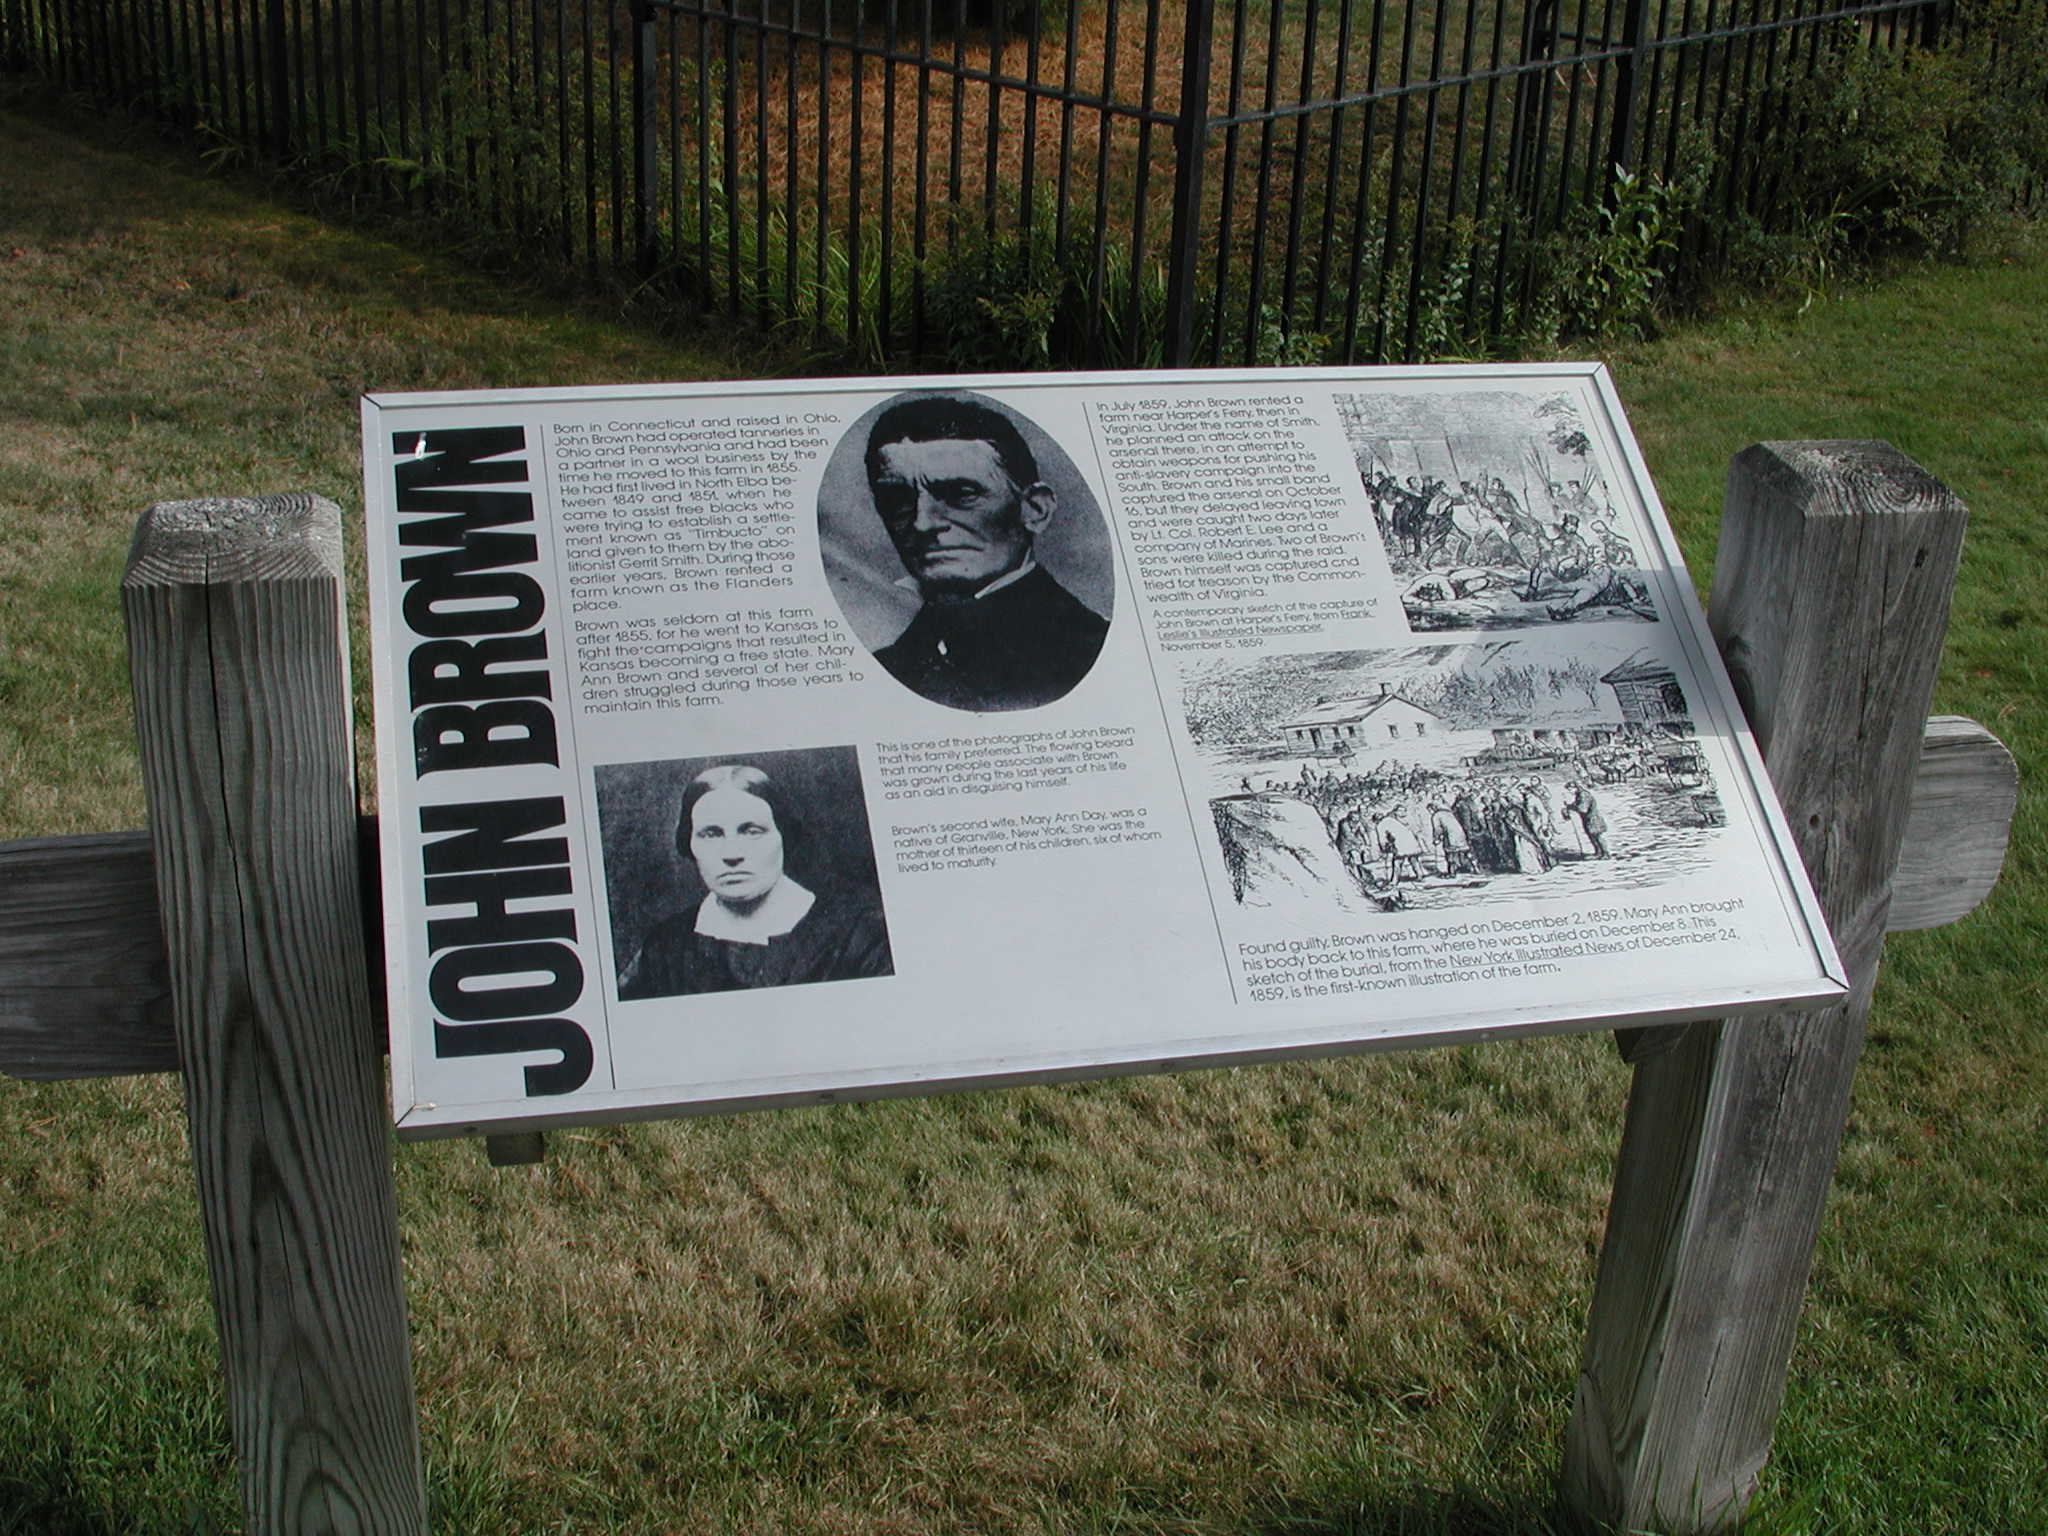 JOHN BROWN
Born in Connecticut and raised in Ohio,
John Brown had operated tanneries in
Ohio and Pennsylvania and had been
a partner in a wool business by the
time he moved to this farm in 1855.
He had first lived in North Elba be-
tween 1849 and 1851, when he
came to assist free blacks who
were trying to establish a settle-
ment known as "Timbucto" on
land given to them by the abo-
litionist Gerrit Smith. During those
earlier years, Brown rented a
farm known as the Flanders
place.
Brown was seldom at this farm
after 1855, for he went to Kansas to
fight the campaigns that resulted in
Kansas becoming a free state. Mary
Ann Brown and several of her chil-
dren struggled during those years to
maintain this farm.
This is one of the photographs of John Brown
that his family preferred. The flowing beard
that many people associate with Brown
was grown during the last years of his life
as an aid in disguising himself.
Brown's second wife, Mary Ann Day, was a
native of Granville, New York. She was the
mother of thirteen of his children, six of whom
lived to maturity.
In July 1859, John Brown rented a
farm near Harper's Ferry, then in
Virginia. Under the name of Smith,
he planned an attack on the
arsenal there, in an attempt to
obtain weapons for pushing his
anti-slavery campaign into the
South. Brown and his small band
captured the arsenal on October
16, but they delayed leaving town
and were caught two days later
by Lt. Col. Robert E. Lee and a
company of Marines. Two of Brown's
sons were killed during the raid.
Brown himself was captured and
tried for treason by the Common-
wealth of Virginia.
A contemporary sketch of the capture of
John Brown at Harper's Ferry, from Frank
Leslie's Illustrated Newspaper,
November 5, 1859.
Found guilty, Brown was hanged on December 2, 1859. Mary Ann brought
his body back to this farm, where he was buried on December 8. This
sketch of the burial, from the New York Illustrated News of December 24,
1859, is the first-known illustration of the farm.